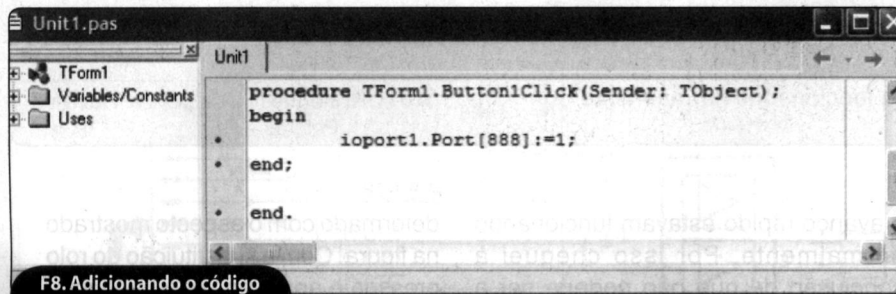 Unit1.pas
TForm1
Variables/Constants
Uses
Unit1
procedure TForm1.Button1Click(Sender: TObject);
begin
ioport1.Port[888]:=1;
end;
end.
F8. Adicionando o código